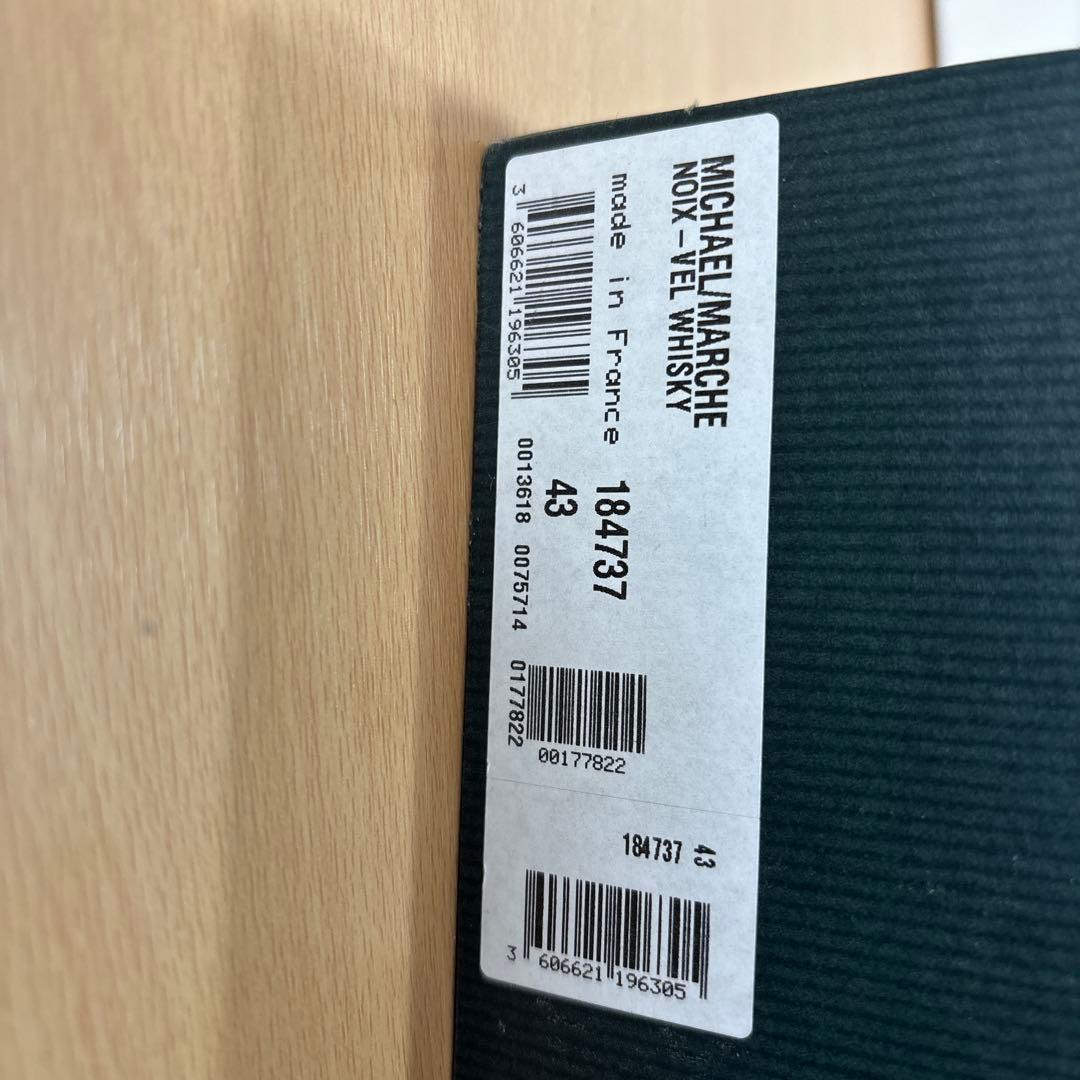 MICHAEL/MARCHE
NOIX-VEL WHISKY
made in France
184737
43
3 606621 196305
0013618 0075714 0177822
00177822
184737 43
3 606621 196305